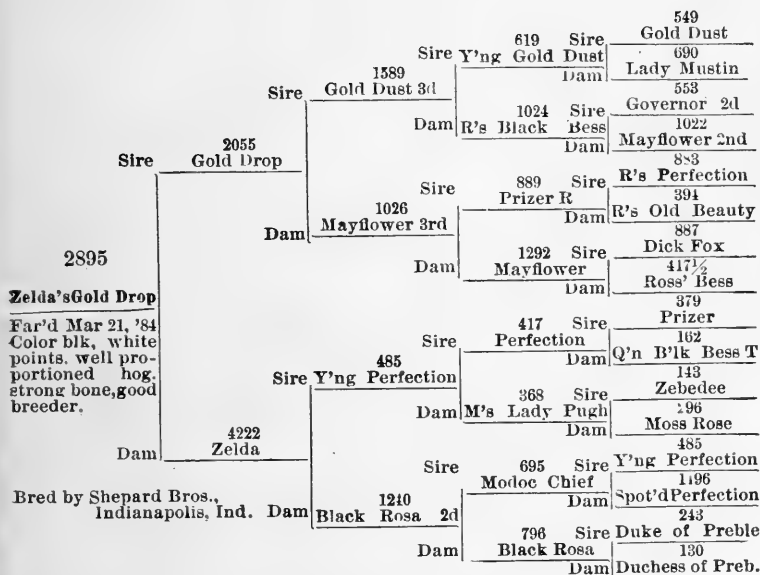 549
619 Sire Gold Dust
Sire Y'ng Gold Dust 690
1589 Dam Lady Mustin
Sire Gold Dust 3d 553
1024 Sire Governor 2d
Dam R's Black Bess 1022
2055 Dam Mayflower 2nd
Sire Gold Drop 883
Sire 889 Sire R's Perfection
1026 Prizer R 394
Dam Mayflower 3rd Dam R's Old Beauty
887
1292 Sire Dick Fox
2895 Dam Mayflower 417½
Dam Ross' Bess
Zelda's Gold Drop 379
417 Sire Prizer
Far'd Mar 21, '84 Sire Perfection 162
Color blk, white 485 Dam Q'n B'lk Bess T
points. well pro- Sire Y'ng Perfection 143
portioned hog. 368 Sire Zebedee
strong bone, good Dam M's Lady Pugh 296
breeder. 4222 Dam Moss Rose
Dam Zelda 485
Sire 695 Sire Y'ng Perfection
1210 Modoc Chief 1196
Bred by Shepard Bros., Dam Spot'd Perfection
Indianapolis, Ind. Dam Black Rosa 2d 243
796 Sire Duke of Preble
Dam Black Rosa 130
Dam Duchess of Preb.